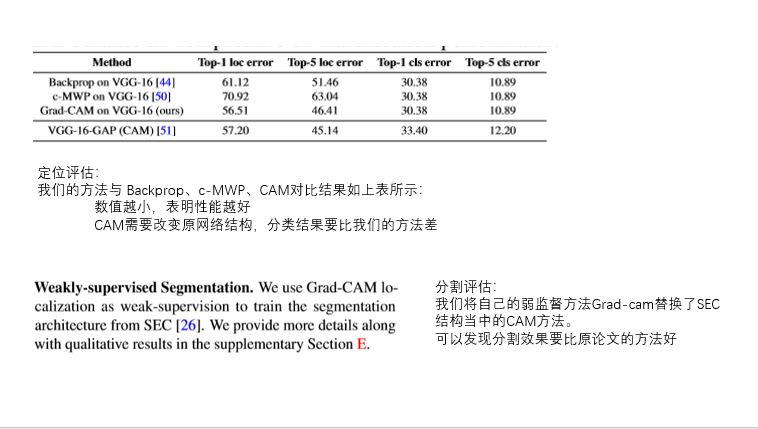 Method Top-1 loc error Top-5 loc error Top-1 cls error Top-5 cls error
Backprop on VGG-16 [44] 61.12 51.46 30.38 10.89
c-MWP on VGG-16 [50] 70.92 63.04 30.38 10.89
Grad-CAM on VGG-16 (ours) 56.51 46.41 30.38 10.89
VGG-16-GAP (CAM) [51] 57.20 45.14 33.40 12.20
定位评估：
我们的方法与 Backprop、c-MWP、CAM对比结果如上表所示：
数值越小，表明性能越好
CAM需要改变原网络结构，分类结果要比我们的方法差
Weakly-supervised Segmentation. We use Grad-CAM lo-
calization as weak-supervision to train the segmentation
architecture from SEC [26]. We provide more details along
with qualitative results in the supplementary Section E.
分割评估：
我们将自己的弱监督方法Grad-cam替换了SEC
结构当中的CAM方法。
可以发现分割效果要比原论文的方法好